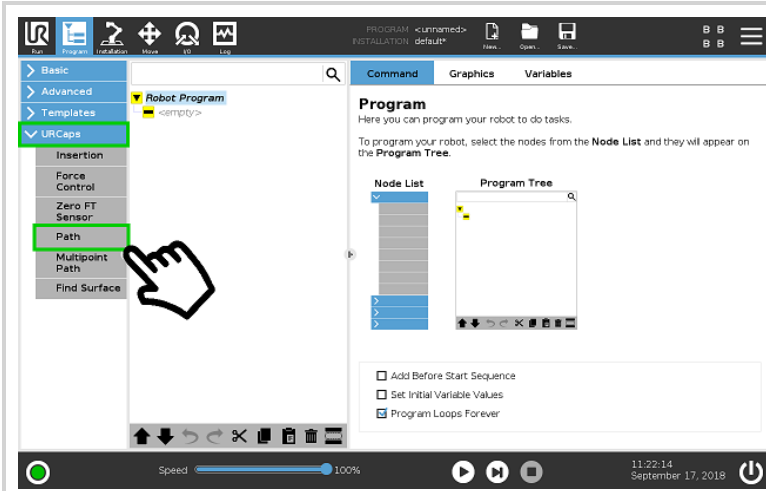 UR
PROGRAM <unnamed>
INSTALLATION default*
Run
Program
Installation
Move
I/O
Log
New...
Open...
Save...
B B
B B
Basic
Advanced
Templates
URCaps
Insertion
Force
Control
Zero FT
Sensor
Path
Multipoint
Path
Find Surface
Robot Program
<empty>
Command
Graphics
Variables
Program
Here you can program your robot to do tasks.
To program your robot, select the nodes from the Node List and they will appear on
the Program Tree.
Node List
Program Tree
Add Before Start Sequence
Set Initial Variable Values
Program Loops Forever
Speed
100%
11:22:14
September 17, 2018